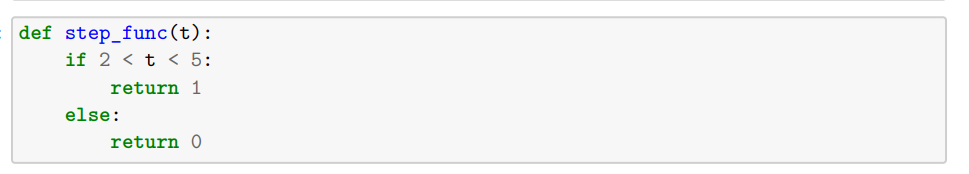 def step_func(t):
    if 2 < t < 5:
        return 1
    else:
        return 0